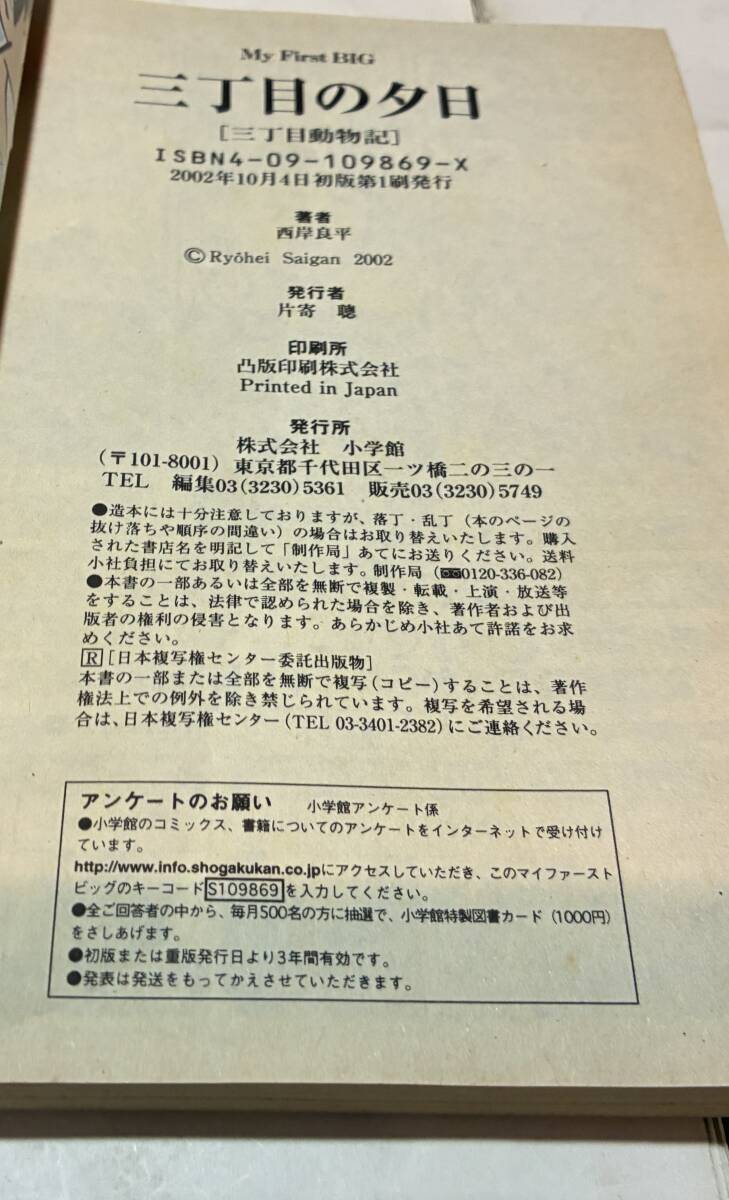 My First BIG
三丁目の夕日
[三丁目動物記]
ISBN4-09-109869-X
2002年10月4日初版第1刷発行
著者
西岸良平
©Ryōhei Saigan 2002
発行者
片寄 聰
印刷所
凸版印刷株式会社
Printed in Japan
発行所
株式会社 小学館
(〒101-8001) 東京都千代田区一ツ橋二の三の一
TEL 編集03(3230)5361 販売03(3230)5749
●造本には十分注意しておりますが、落丁・乱丁(本のページの
抜け落ちや順序の間違い)の場合はお取り替えいたします。購入
された書店名を明記して「制作局」あてにお送りください。送料
小社負担にてお取り替えいたします。制作局(0120-336-082)
●本書の一部あるいは全部を無断で複製・転載・上演・放送等
をすることは、法律で認められた場合を除き、著作者および出
版者の権利の侵害となります。あらかじめ小社あて許諾をお求
めください。
R[日本複写権センター委託出版物]
本書の一部または全部を無断で複写(コピー)することは、著作
権法上での例外を除き禁じられています。複写を希望される場
合は、日本複写権センター(TEL 03-3401-2382)にご連絡ください。
アンケートのお願い 小学館アンケート係
●小学館のコミックス、書籍についてのアンケートをインターネットで受け付け
ています。
http://www.info.shogakukan.co.jpにアクセスしていただき、このマイファースト
ビッグのキーコードS109869を入力してください。
●全ご回答者の中から、毎月500名の方に抽選で、小学館特製図書カード(1000円)
をさしあげます。
●初版または重版発行日より3年間有効です。
●発表は発送をもってかえさせていただきます。